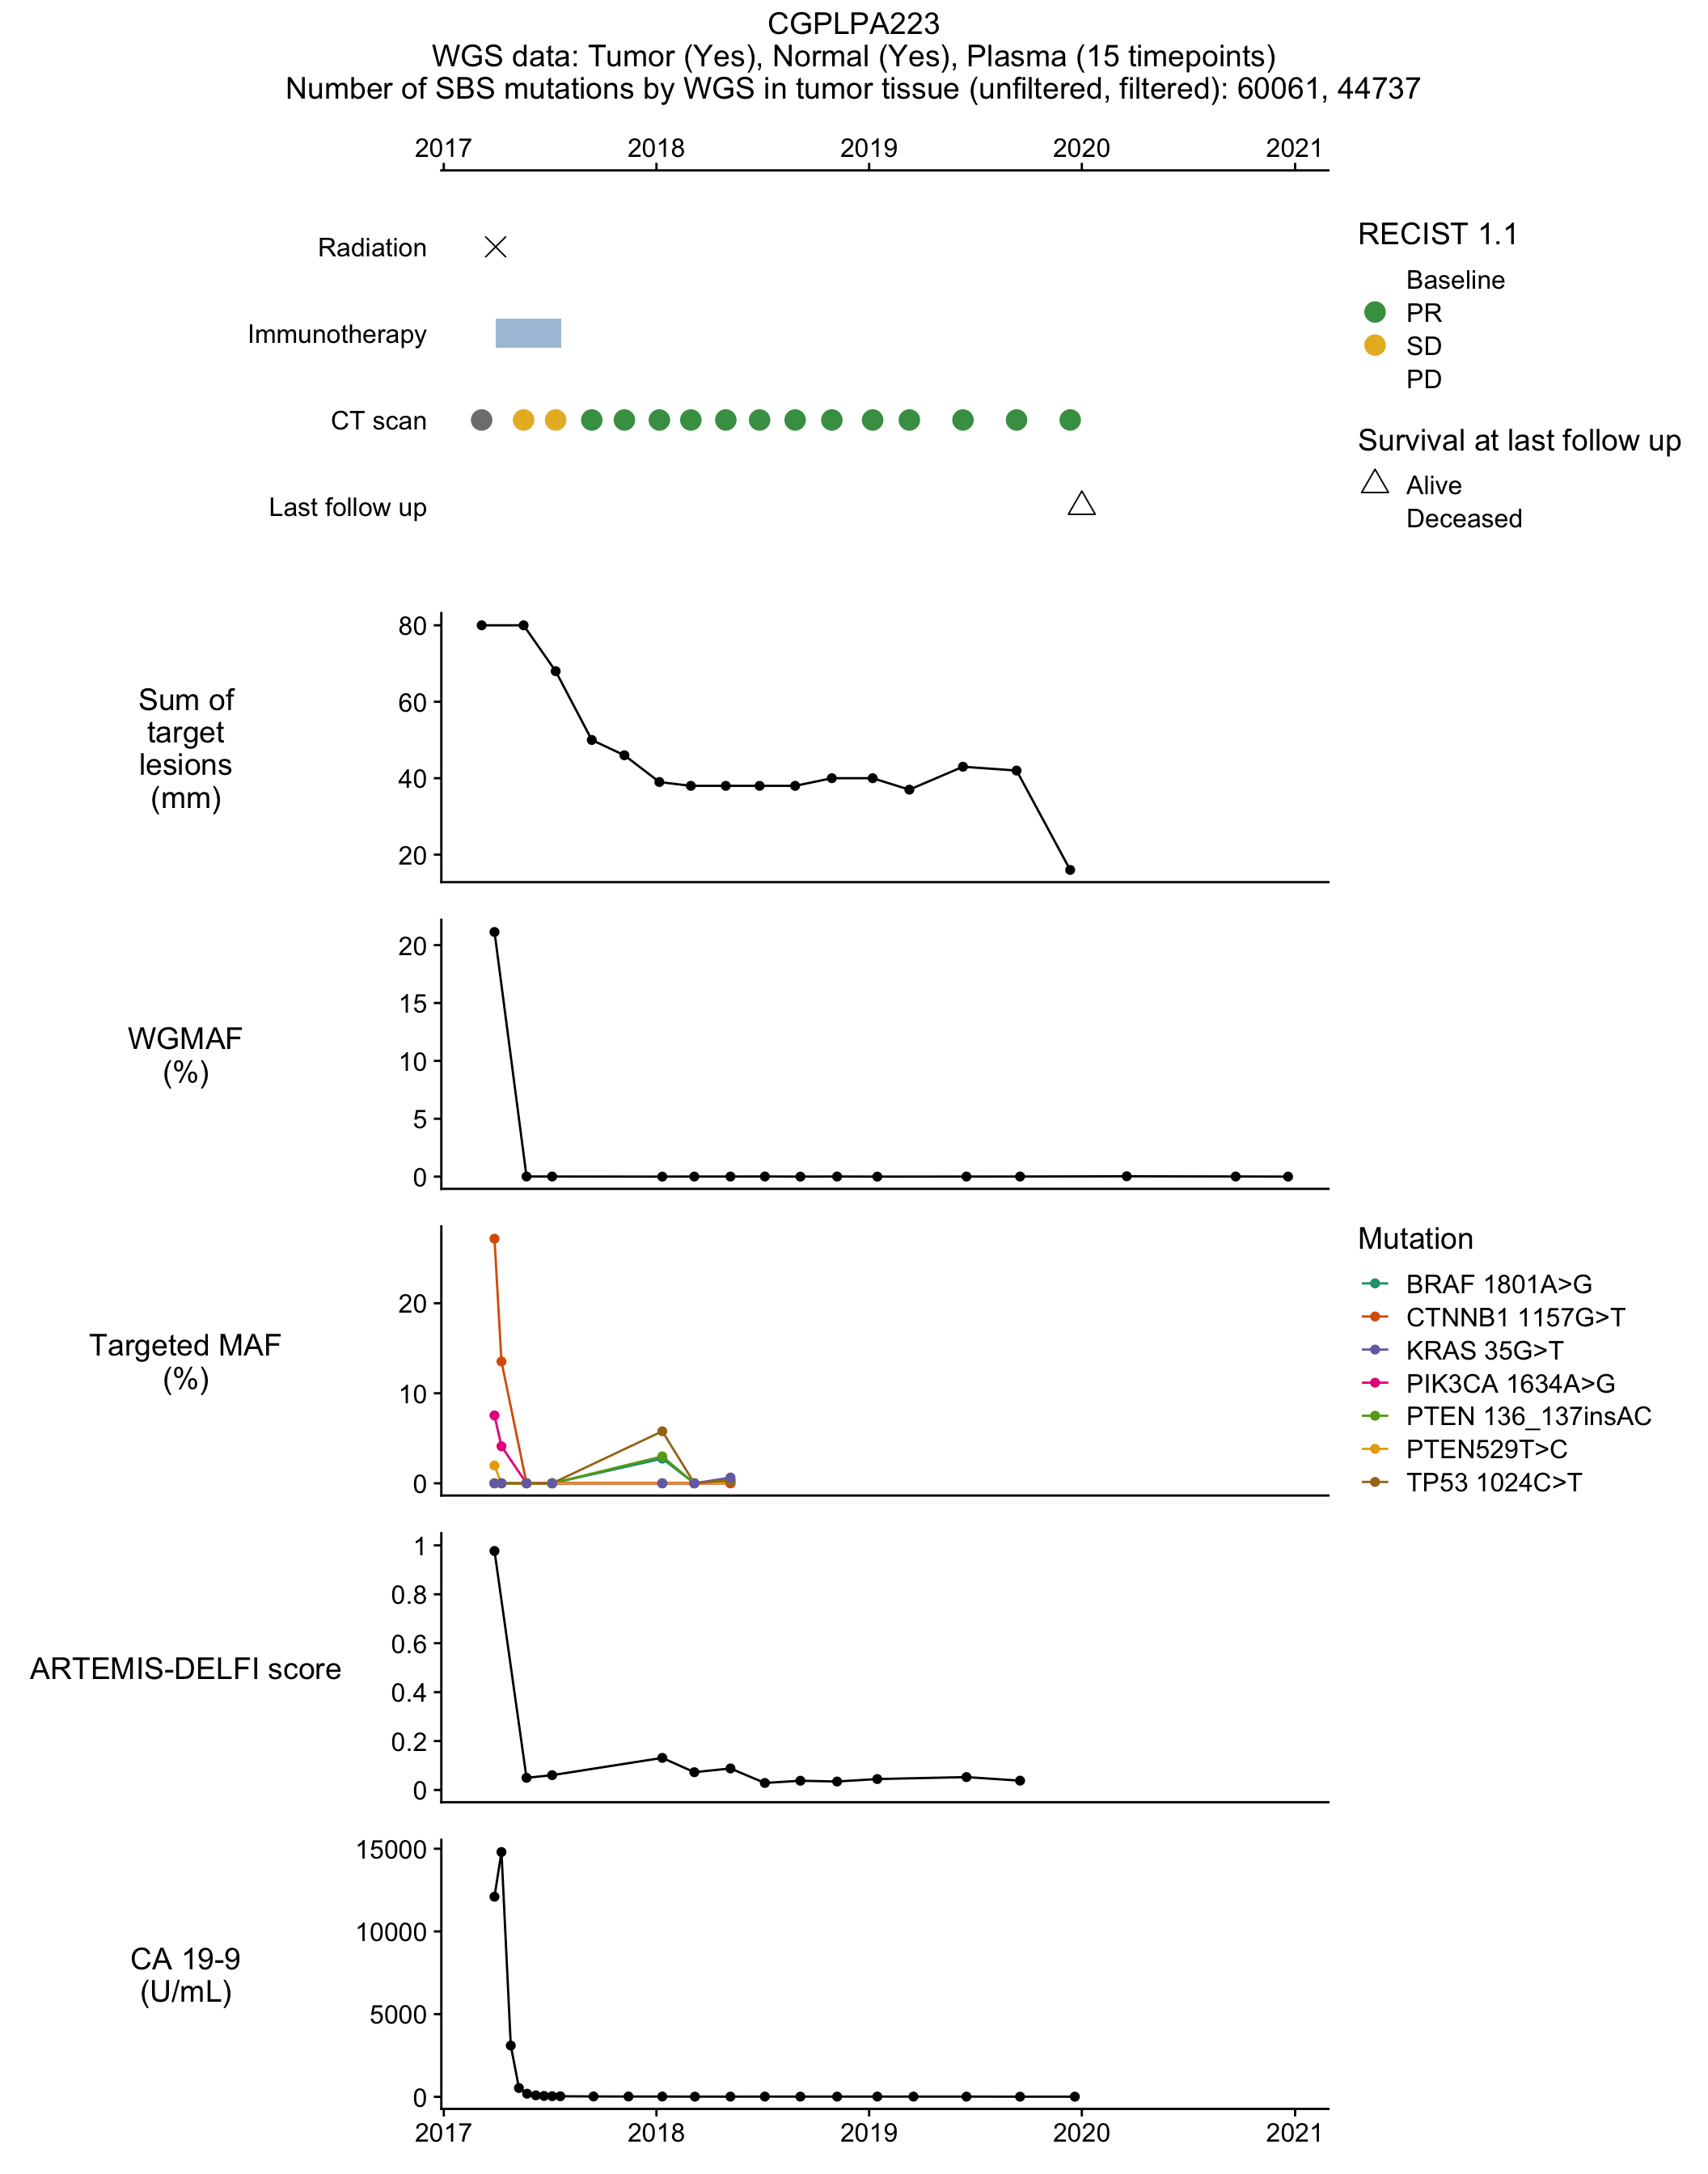 CGPLPA223
WGS data: Tumor (Yes), Normal (Yes), Plasma (15 timepoints)
Number of SBS mutations by WGS in tumor tissue (unfiltered, filtered): 60061, 44737
2017 2018 2019 2020 2021
Radiation
Immunotherapy
CT scan
Last follow up
RECIST 1.1
Baseline
PR
SD
PD
Survival at last follow up
Alive
Deceased
Sum of
target
lesions
(mm)
80
60
40
20
WGMAF
(%)
20
15
10
5
0
Targeted MAF
(%)
20
10
0
Mutation
BRAF 1801A>G
CTNNB1 1157G>T
KRAS 35G>T
PIK3CA 1634A>G
PTEN 136_137insAC
PTEN529T>C
TP53 1024C>T
ARTEMIS-DELFI score
1
0.8
0.6
0.4
0.2
0
CA 19-9
(U/mL)
15000
10000
5000
0
2017 2018 2019 2020 2021